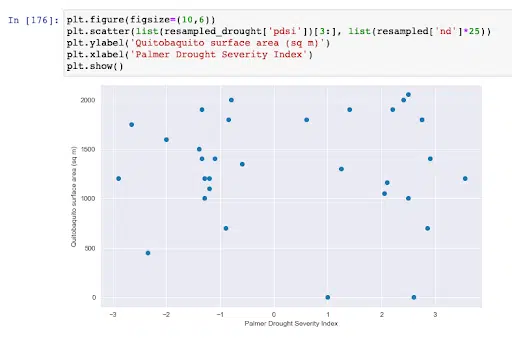 In [176]: plt.figure(figsize=(10,6))
plt.scatter(list(resampled_drought['pdsi'])[3:], list(resampled['nd']*25))
plt.ylabel('Quitobaquito surface area (sq m)')
plt.xlabel('Palmer Drought Severity Index')
plt.show()
2000
1500
1000
500
0
Quitobaquito surface area (sq m)
−3 −2 −1 0 1 2 3
Palmer Drought Severity Index